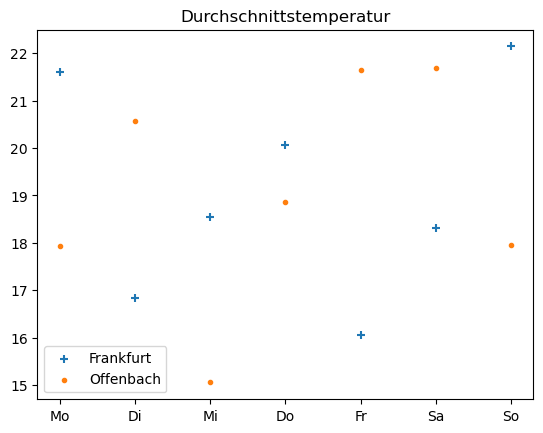 Durchschnittstemperatur
22
21
20
19
18
17
16
15
Frankfurt
Offenbach
Mo Di Mi Do Fr Sa So